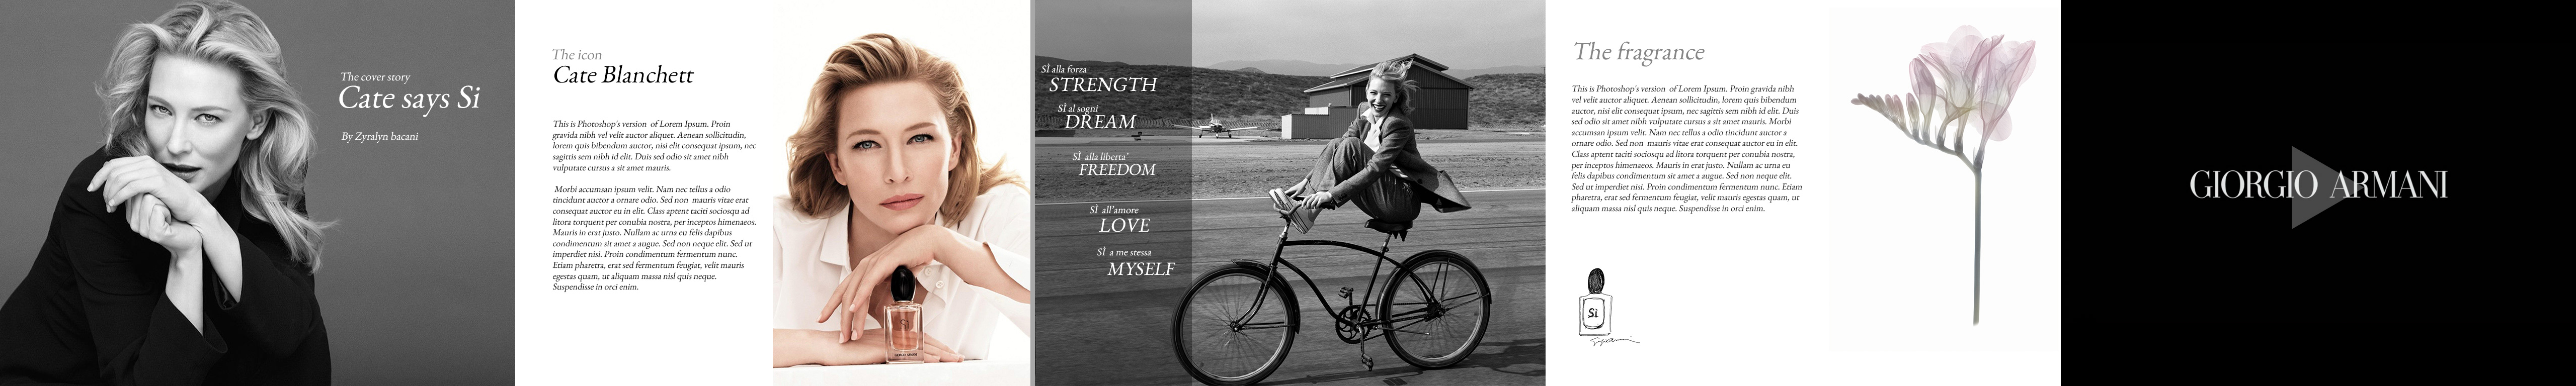 The cover story
Cate says Si
By Zyralyn bacani
The icon
Cate Blanchett
This is Photoshop's version of Lorem Ipsum. Proin
gravida nibh vel velit auctor aliquet. Aenean sollicitudin,
lorem quis bibendum auctor, nisi elit consequat ipsum, nec
sagittis sem nibh id elit. Duis sed odio sit amet nibh
vulputate cursus a sit amet mauris.
Morbi accumsan ipsum velit. Nam nec tellus a odio
tincidunt auctor a ornare odio. Sed non mauris vitae erat
consequat auctor eu in elit. Class aptent taciti sociosqu ad
litora torquent per conubia nostra, per inceptos himenaeos.
Mauris in erat justo. Nullam ac urna eu felis dapibus
condimentum sit amet a augue. Sed non neque elit. Sed ut
imperdiet nisi. Proin condimentum fermentum nunc.
Etiam pharetra, erat sed fermentum feugiat, velit mauris
egestas quam, ut aliquam massa nisl quis neque.
Suspendisse in orci enim.
Sì
SÌ alla forza
STRENGTH
SÌ al sogni
DREAM
SÌ alla liberta'
FREEDOM
SÌ all'amore
LOVE
SÌ a me stessa
MYSELF
The fragrance
This is Photoshop's version of Lorem Ipsum. Proin gravida nibh
vel velit auctor aliquet. Aenean sollicitudin, lorem quis bibendum
auctor, nisi elit consequat ipsum, nec sagittis sem nibh id elit. Duis
sed odio sit amet nibh vulputate cursus a sit amet mauris. Morbi
accumsan ipsum velit. Nam nec tellus a odio tincidunt auctor a
ornare odio. Sed non mauris vitae erat consequat auctor eu in elit.
Class aptent taciti sociosqu ad litora torquent per conubia nostra,
per inceptos himenaeos. Mauris in erat justo. Nullam ac urna eu
felis dapibus condimentum sit amet a augue. Sed non neque elit.
Sed ut imperdiet nisi. Proin condimentum fermentum nunc. Etiam
pharetra, erat sed fermentum feugiat, velit mauris egestas quam, ut
aliquam massa nisl quis neque. Suspendisse in orci enim.
Sì
GIORGIO ARMANI